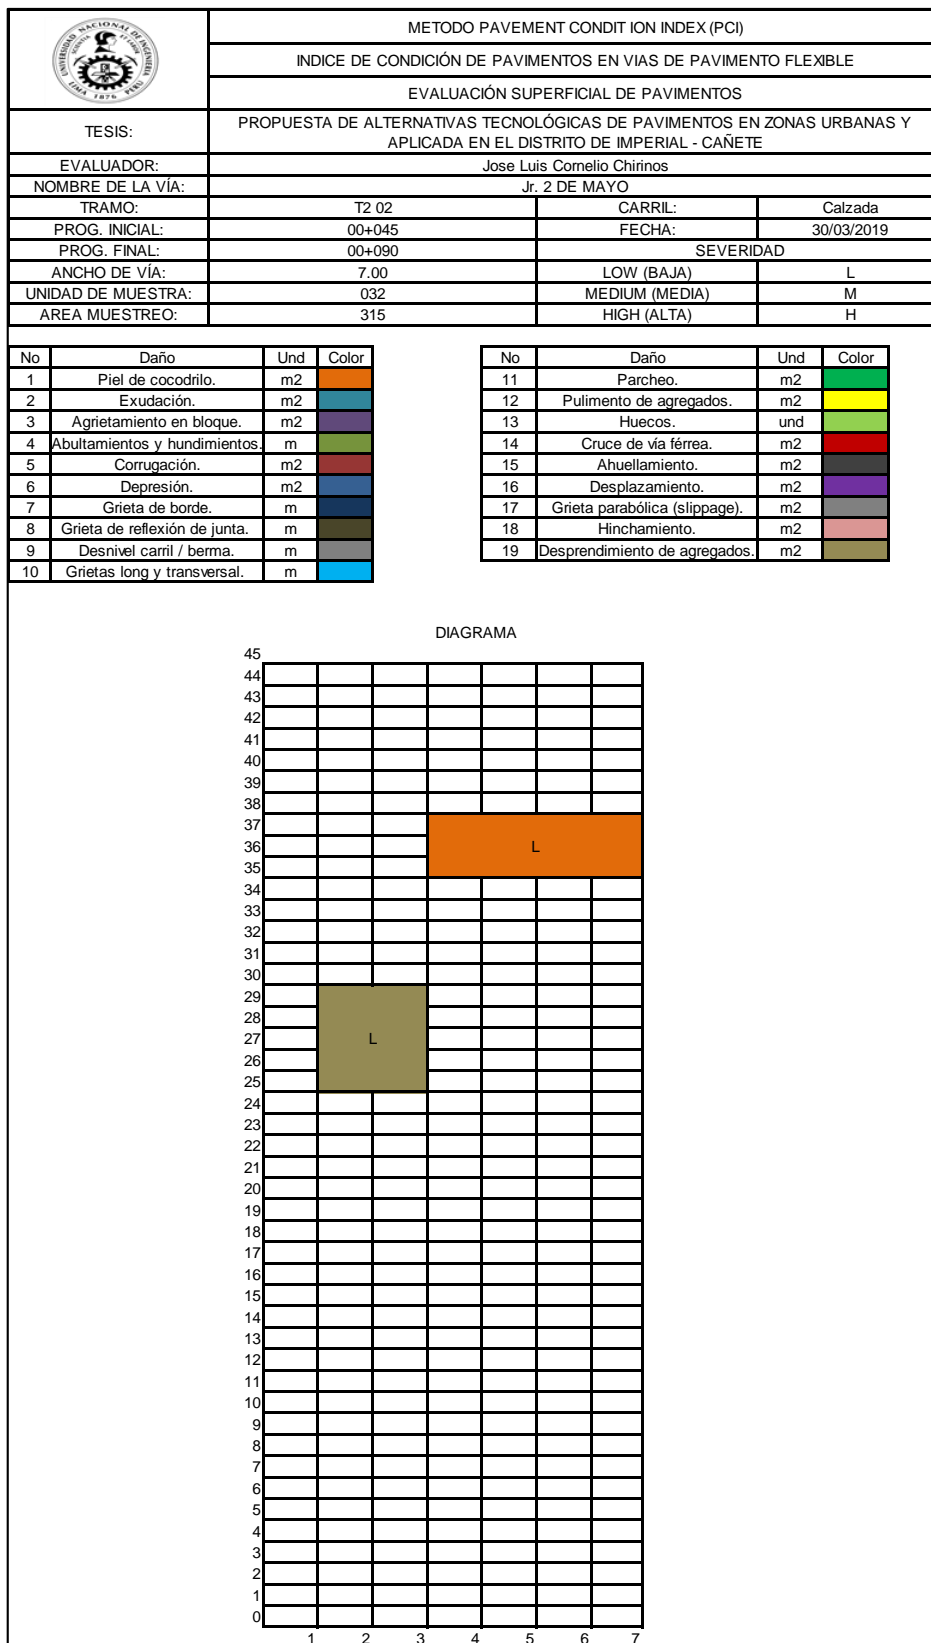 UNIVERSIDAD NACIONAL DE INGENIERIA
SCIENTIA ET LABOR
LIMA 1876 PERU
METODO PAVEMENT CONDIT ION INDEX (PCI)
INDICE DE CONDICIÓN DE PAVIMENTOS EN VIAS DE PAVIMENTO FLEXIBLE
EVALUACIÓN SUPERFICIAL DE PAVIMENTOS
TESIS: PROPUESTA DE ALTERNATIVAS TECNOLÓGICAS DE PAVIMENTOS EN ZONAS URBANAS Y
APLICADA EN EL DISTRITO DE IMPERIAL - CAÑETE
EVALUADOR: Jose Luis Cornelio Chirinos
NOMBRE DE LA VÍA: Jr. 2 DE MAYO
TRAMO: T2 02 CARRIL: Calzada
PROG. INICIAL: 00+045 FECHA: 30/03/2019
PROG. FINAL: 00+090 SEVERIDAD
ANCHO DE VÍA: 7.00 LOW (BAJA) L
UNIDAD DE MUESTRA: 032 MEDIUM (MEDIA) M
AREA MUESTREO: 315 HIGH (ALTA) H
No Daño Und Color
1 Piel de cocodrilo. m2
2 Exudación. m2
3 Agrietamiento en bloque. m2
4 Abultamientos y hundimientos. m
5 Corrugación. m2
6 Depresión. m2
7 Grieta de borde. m
8 Grieta de reflexión de junta. m
9 Desnivel carril / berma. m
10 Grietas long y transversal. m
No Daño Und Color
11 Parcheo. m2
12 Pulimento de agregados. m2
13 Huecos. und
14 Cruce de vía férrea. m2
15 Ahuellamiento. m2
16 Desplazamiento. m2
17 Grieta parabólica (slippage). m2
18 Hinchamiento. m2
19 Desprendimiento de agregados. m2
DIAGRAMA
45
44
43
42
41
40
39
38
37
36 L
35
34
33
32
31
30
29
28
27 L
26
25
24
23
22
21
20
19
18
17
16
15
14
13
12
11
10
9
8
7
6
5
4
3
2
1
0
1 2 3 4 5 6 7